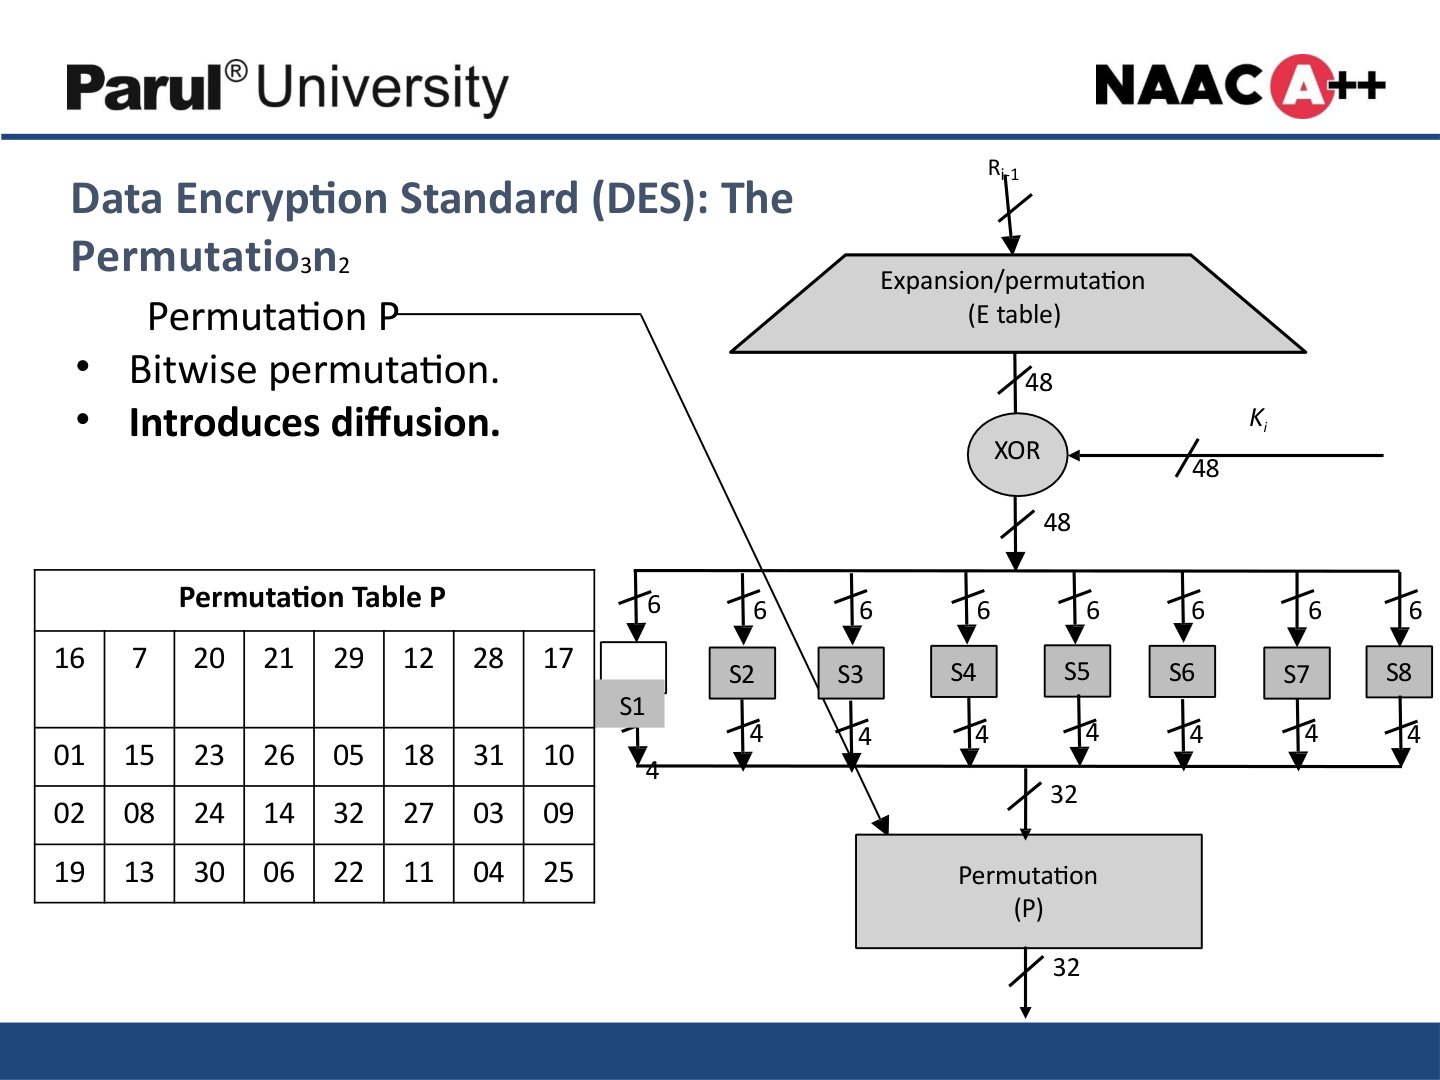 Parul® University
NAAC A++
Data Encryption Standard (DES): The
Permutatio3n2
Permutation P
• Bitwise permutation.
• Introduces diffusion.
Permutation Table P
16 7 20 21 29 12 28 17
01 15 23 26 05 18 31 10
02 08 24 14 32 27 03 09
19 13 30 06 22 11 04 25
Ri-1
Expansion/permutation
(E table)
48
Ki
XOR
48
48
6 6 6 6 6 6 6 6
S1 S2 S3 S4 S5 S6 S7 S8
4 4 4 4 4 4 4 4
32
Permutation
(P)
32